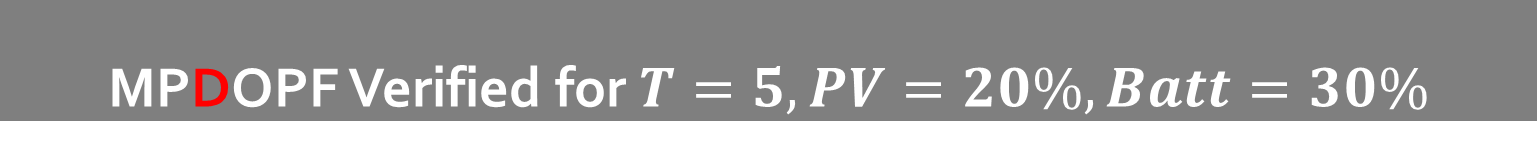 MPDOPF Verified for T = 5, PV = 20%, Batt = 30%